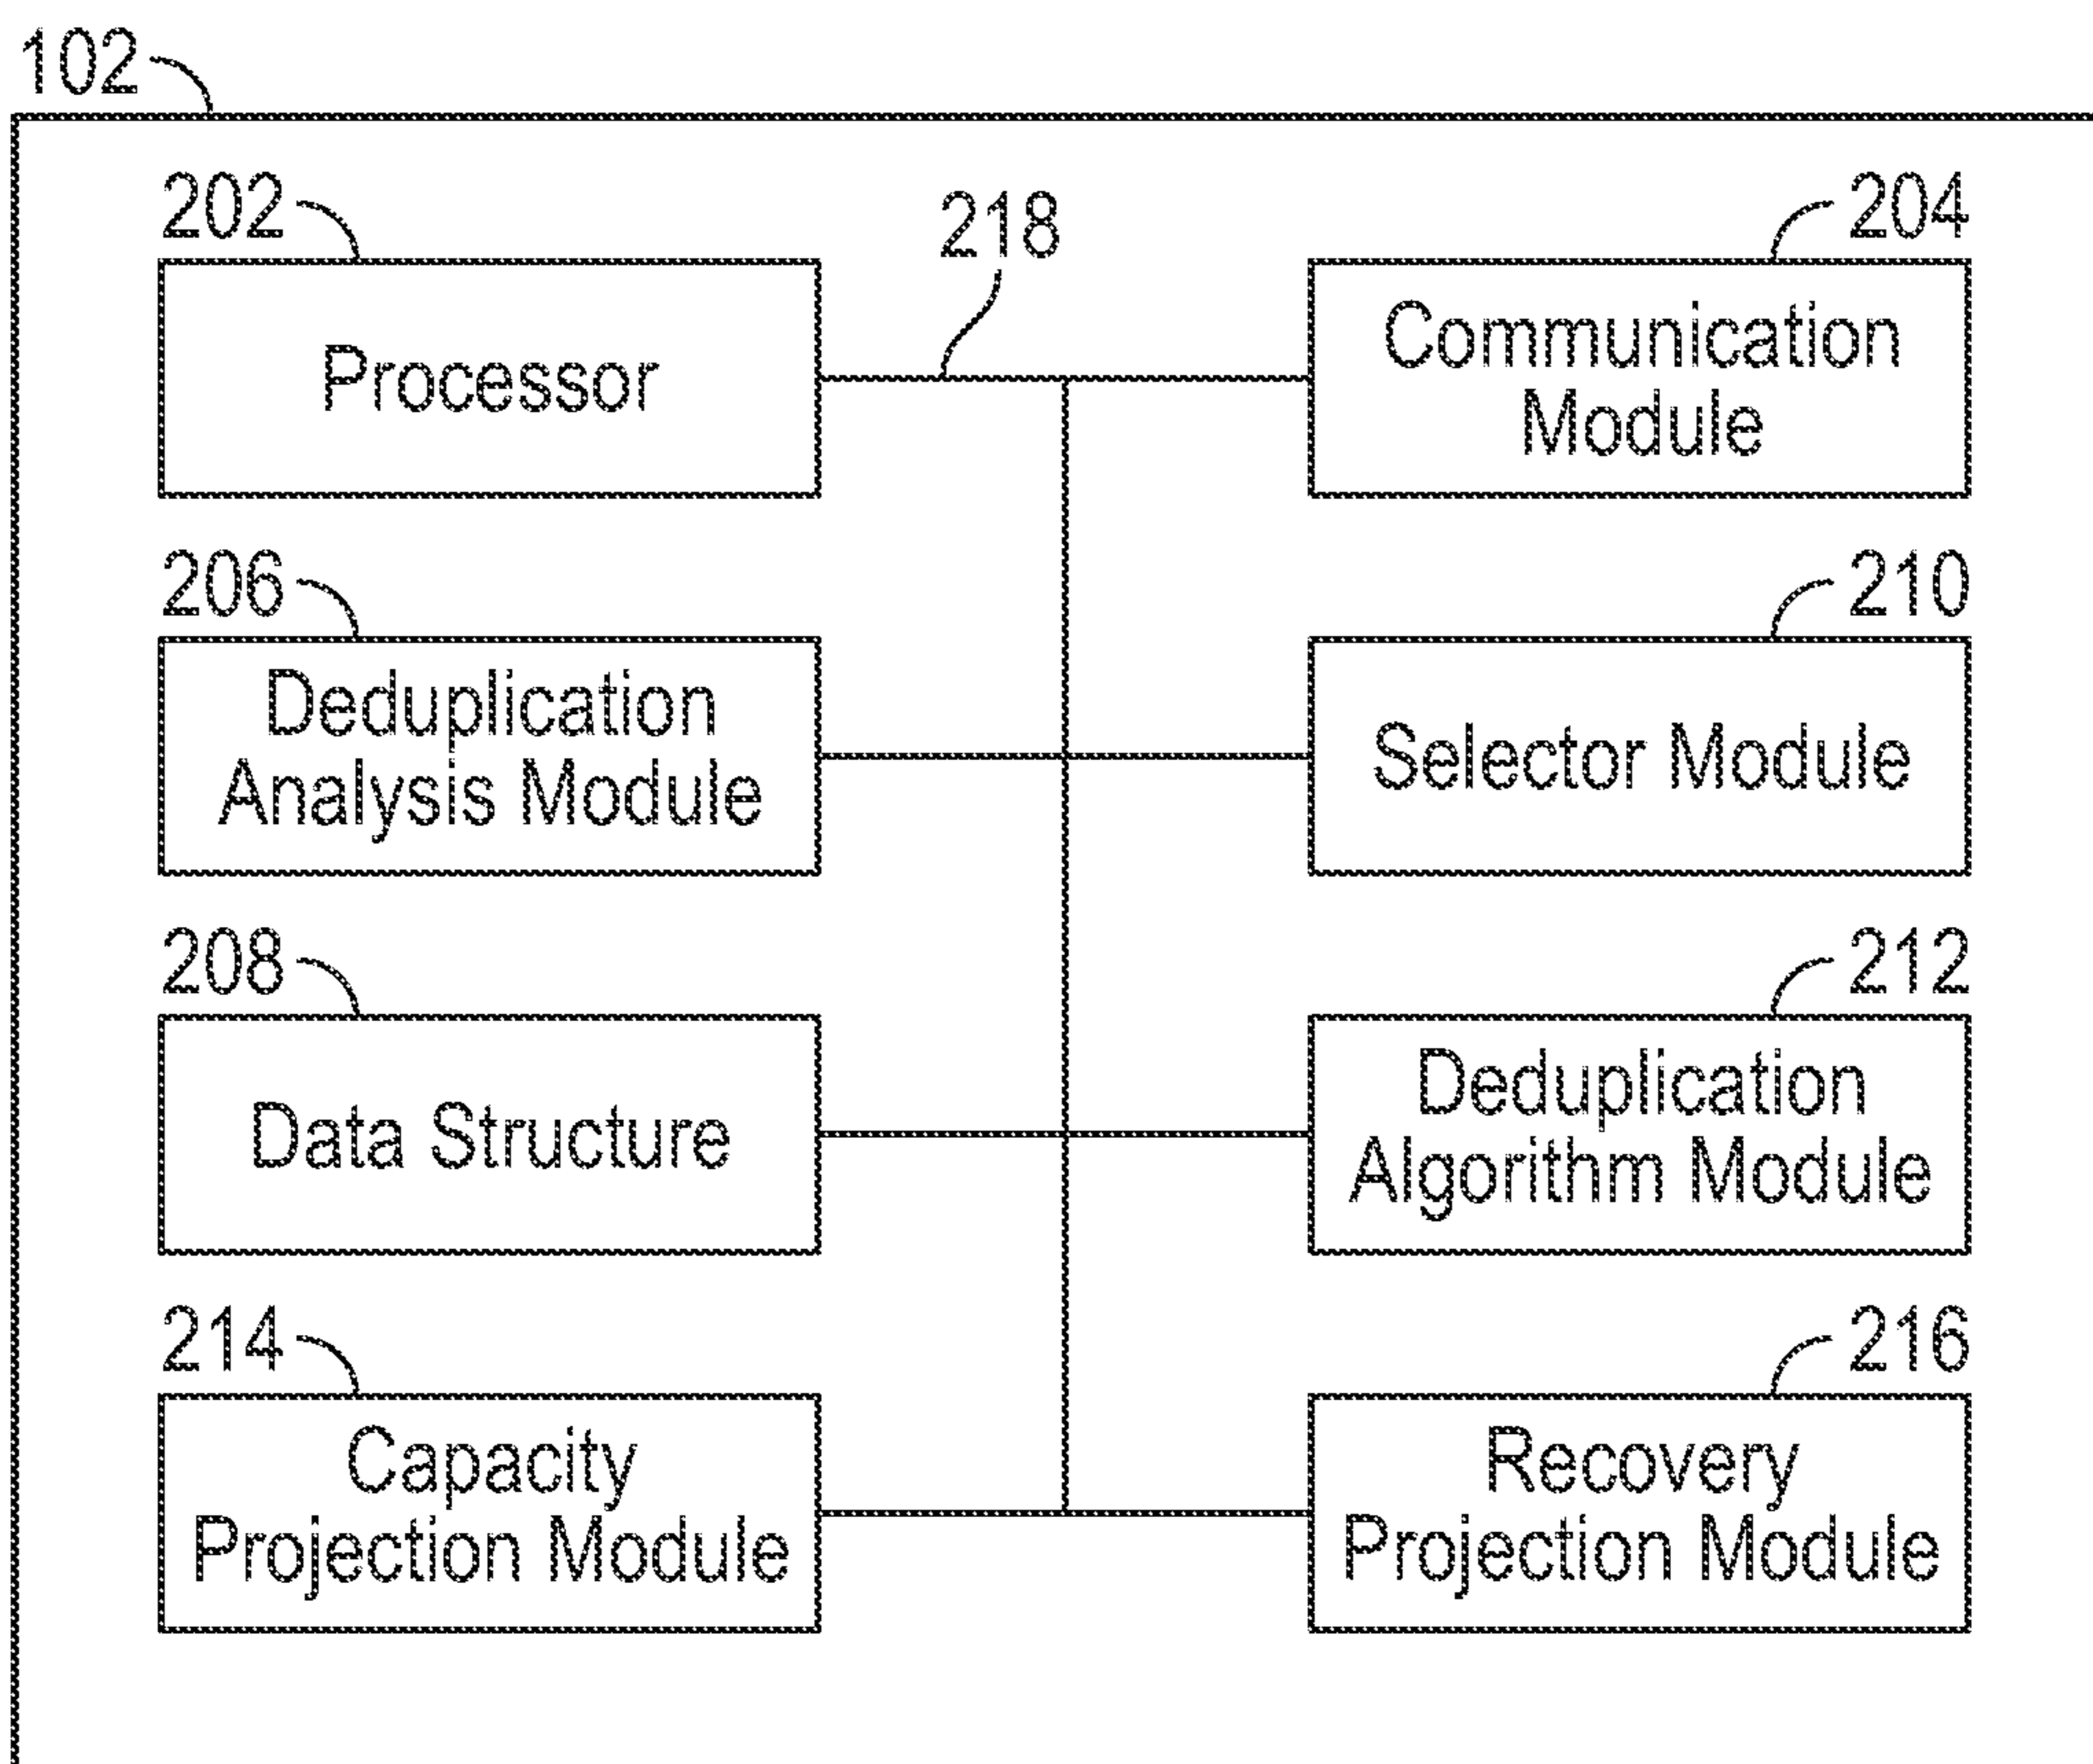 102
202
218
204
Processor
Communication
Module
206
210
Deduplication
Analysis Module
Selector Module
208
212
Data Structure
Deduplication
Algorithm Module
214
216
Capacity
Projection Module
Recovery
Projection Module